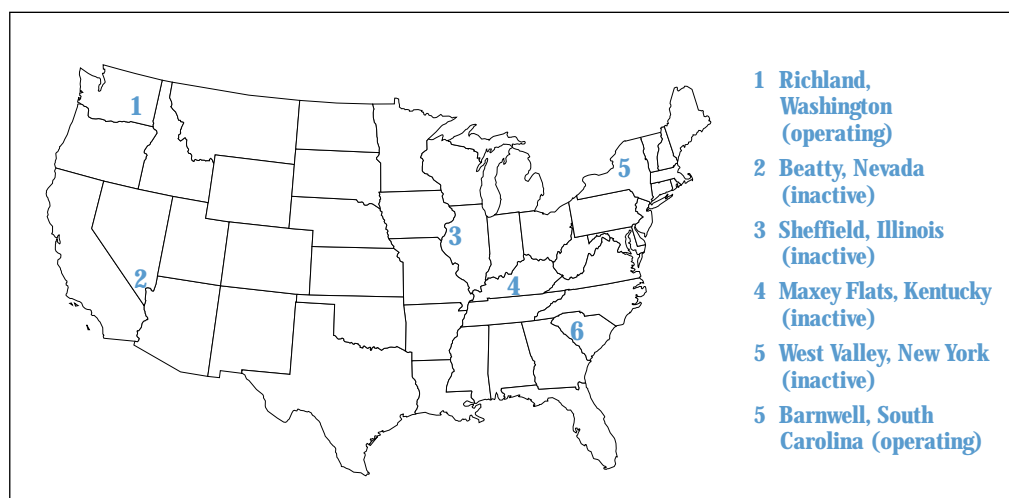 1
2
3
4
5
6
1 Richland,
Washington
(operating)
2 Beatty, Nevada
(inactive)
3 Sheffield, Illinois
(inactive)
4 Maxey Flats, Kentucky
(inactive)
5 West Valley, New York
(inactive)
5 Barnwell, South
Carolina (operating)